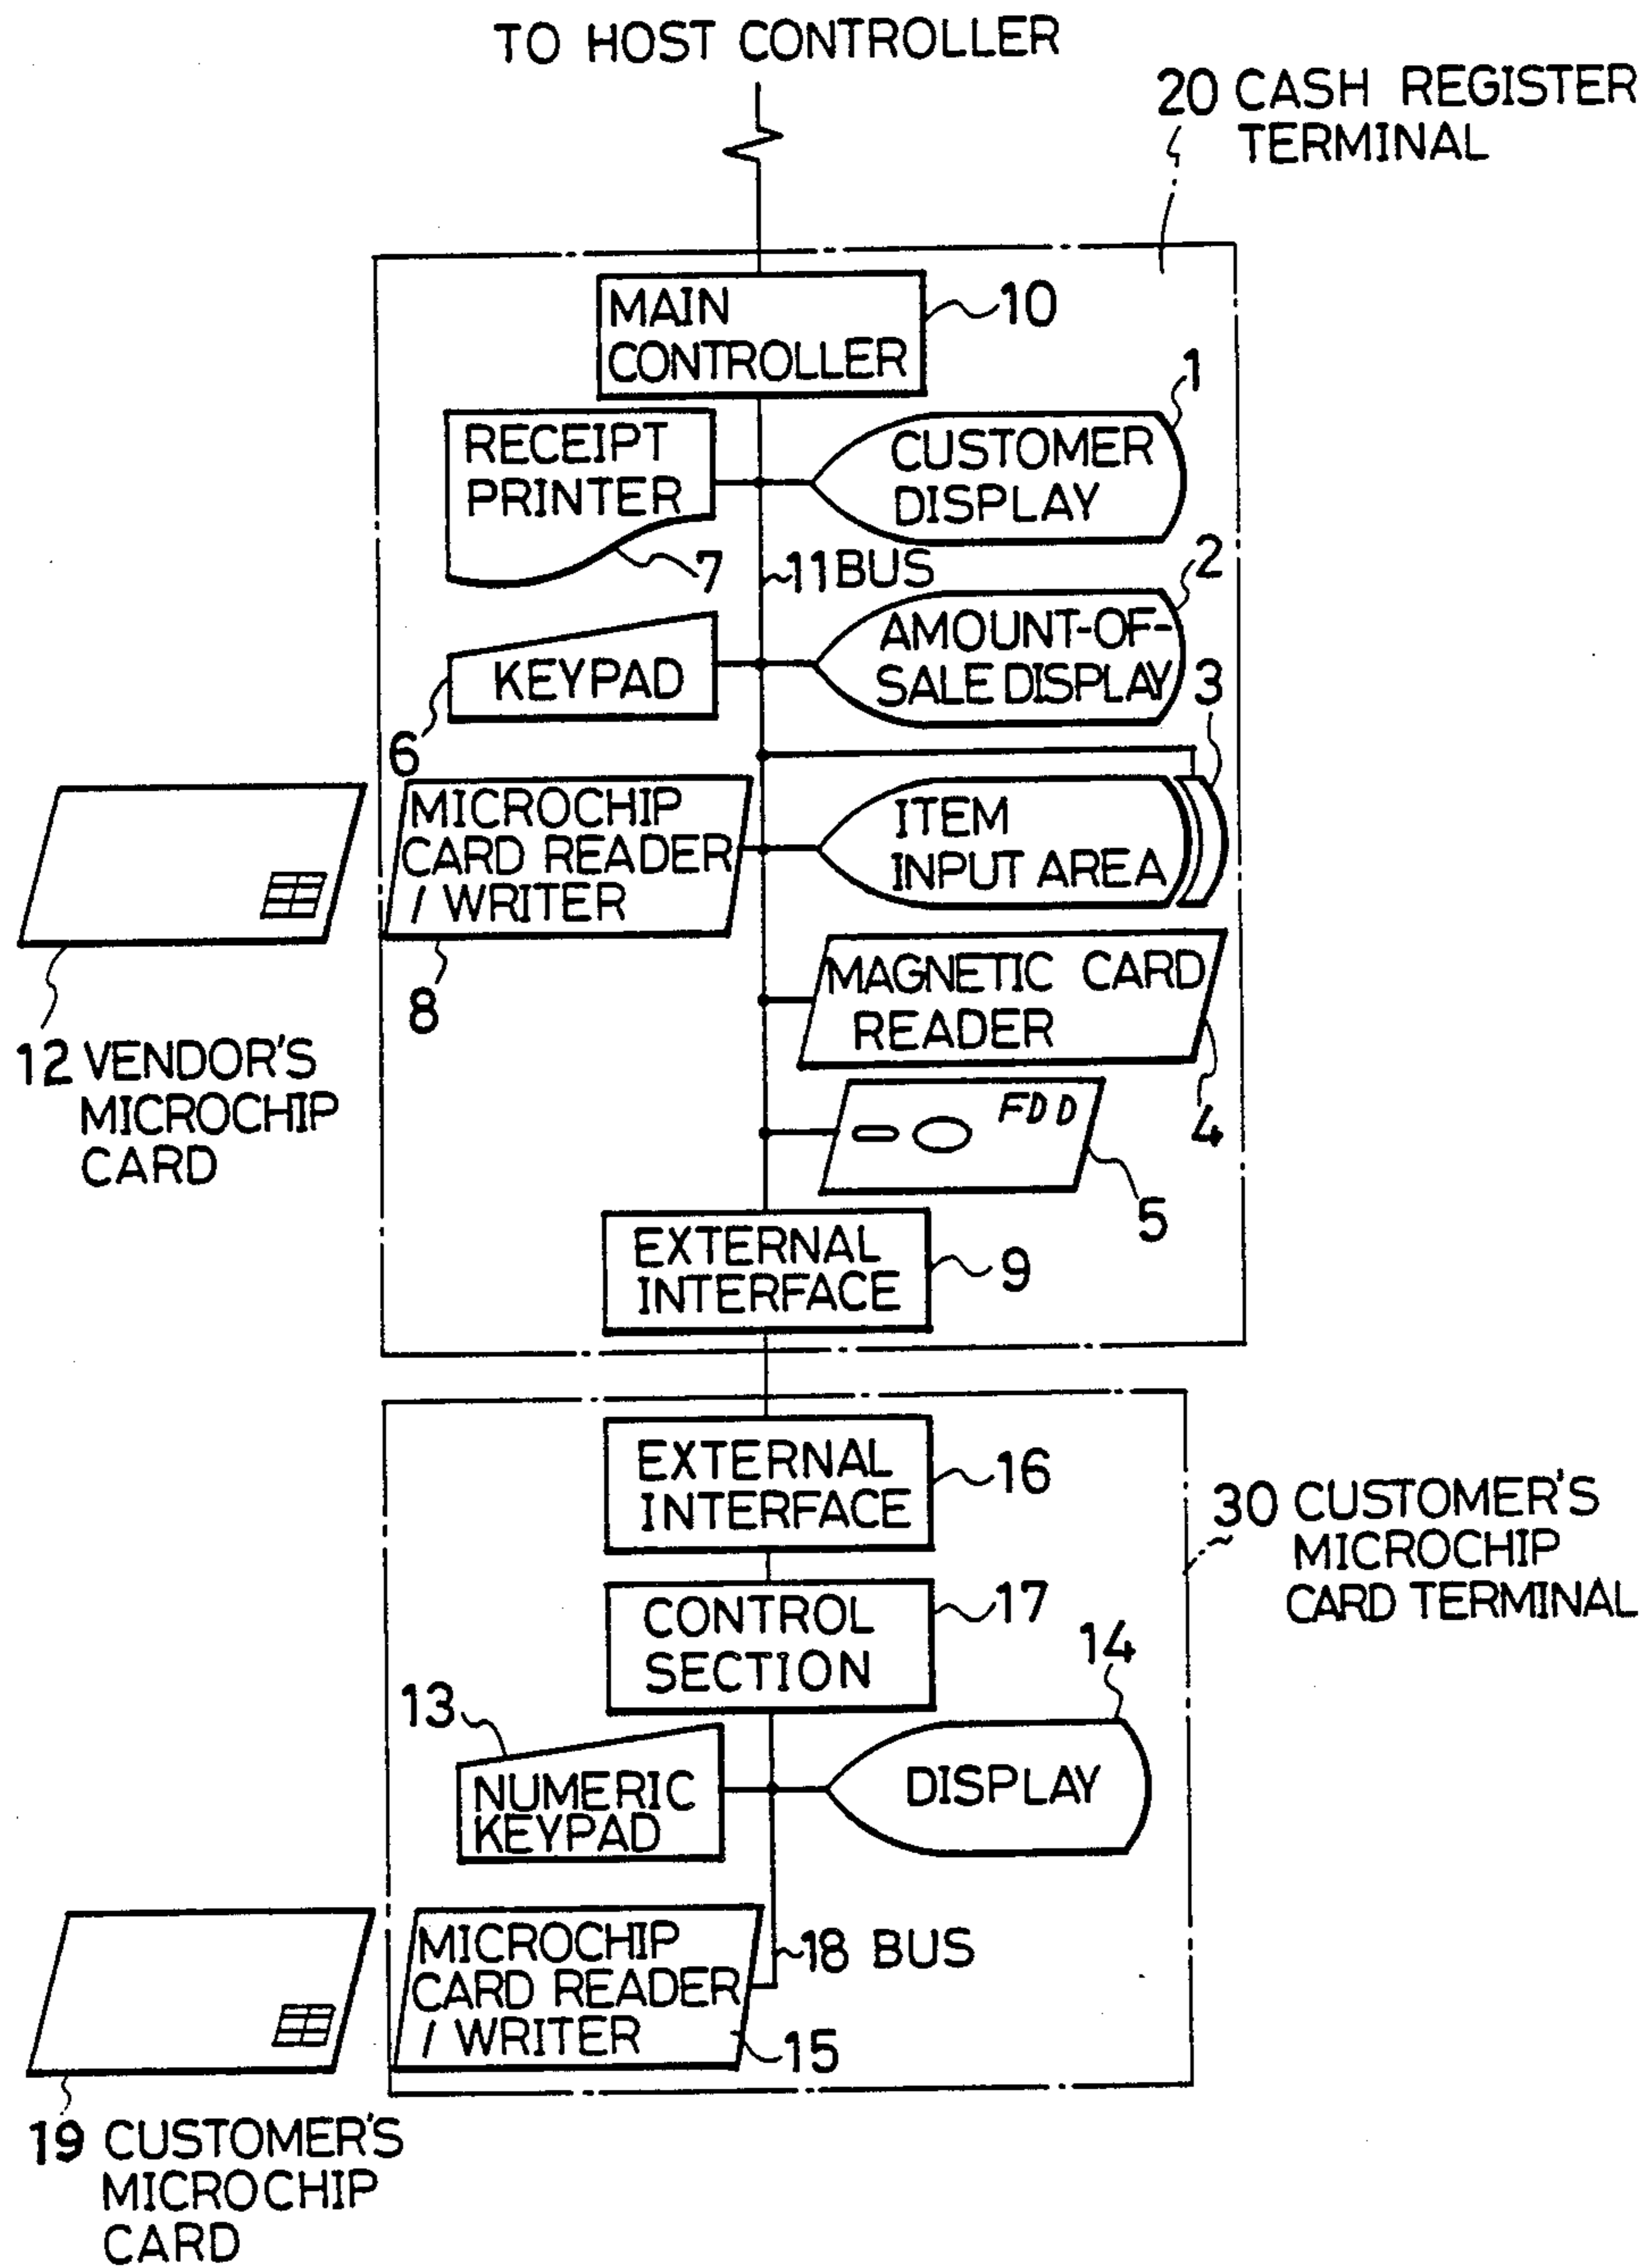 TO HOST CONTROLLER
20 CASH REGISTER
TERMINAL
MAIN
CONTROLLER
10
RECEIPT
PRINTER
7
CUSTOMER
DISPLAY
1
11 BUS
KEYPAD
6
AMOUNT-OF-
SALE DISPLAY
2
3
MICROCHIP
CARD READER
/ WRITER
8
ITEM
INPUT AREA
12 VENDOR'S
MICROCHIP
CARD
MAGNETIC CARD
READER
4
FDD
5
EXTERNAL
INTERFACE
9
EXTERNAL
INTERFACE
16
30 CUSTOMER'S
MICROCHIP
CARD TERMINAL
CONTROL
SECTION
17
13
NUMERIC
KEYPAD
14
DISPLAY
MICROCHIP
CARD READER
/ WRITER
15
18 BUS
19 CUSTOMER'S
MICROCHIP
CARD